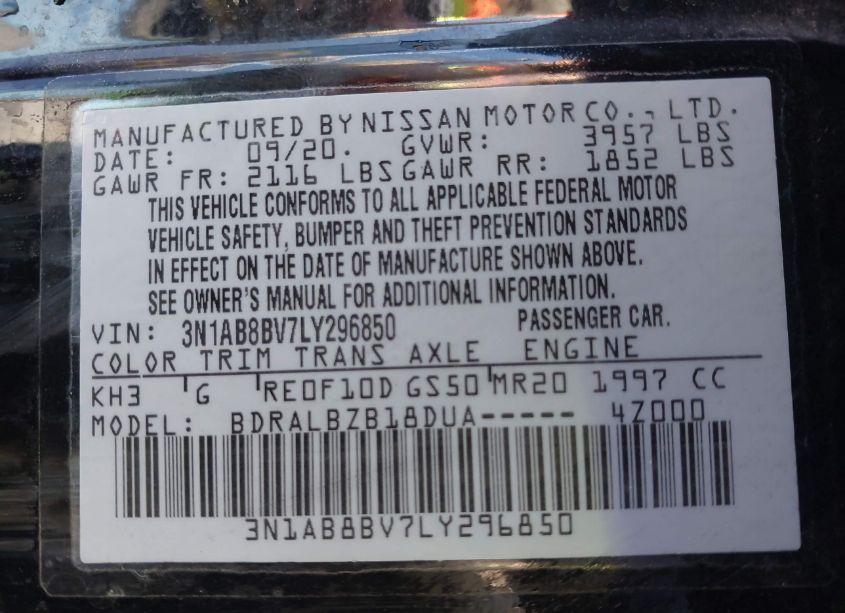 MANUFACTURED BY NISSAN MOTOR CO., LTD.
DATE: 09/20. GVWR: 3957 LBS
GAWR FR: 2116 LBS GAWR RR: 1852 LBS
THIS VEHICLE CONFORMS TO ALL APPLICABLE FEDERAL MOTOR
VEHICLE SAFETY, BUMPER AND THEFT PREVENTION STANDARDS
IN EFFECT ON THE DATE OF MANUFACTURE SHOWN ABOVE.
SEE OWNER'S MANUAL FOR ADDITIONAL INFORMATION.
VIN: 3N1AB8BV7LY296850 PASSENGER CAR.
COLOR TRIM TRANS AXLE ENGINE
KH3 G RE0F10D GS50 MR20 1997 CC
MODEL: BDRALBZB18DUA----- 4Z000
3N1AB8BV7LY296850